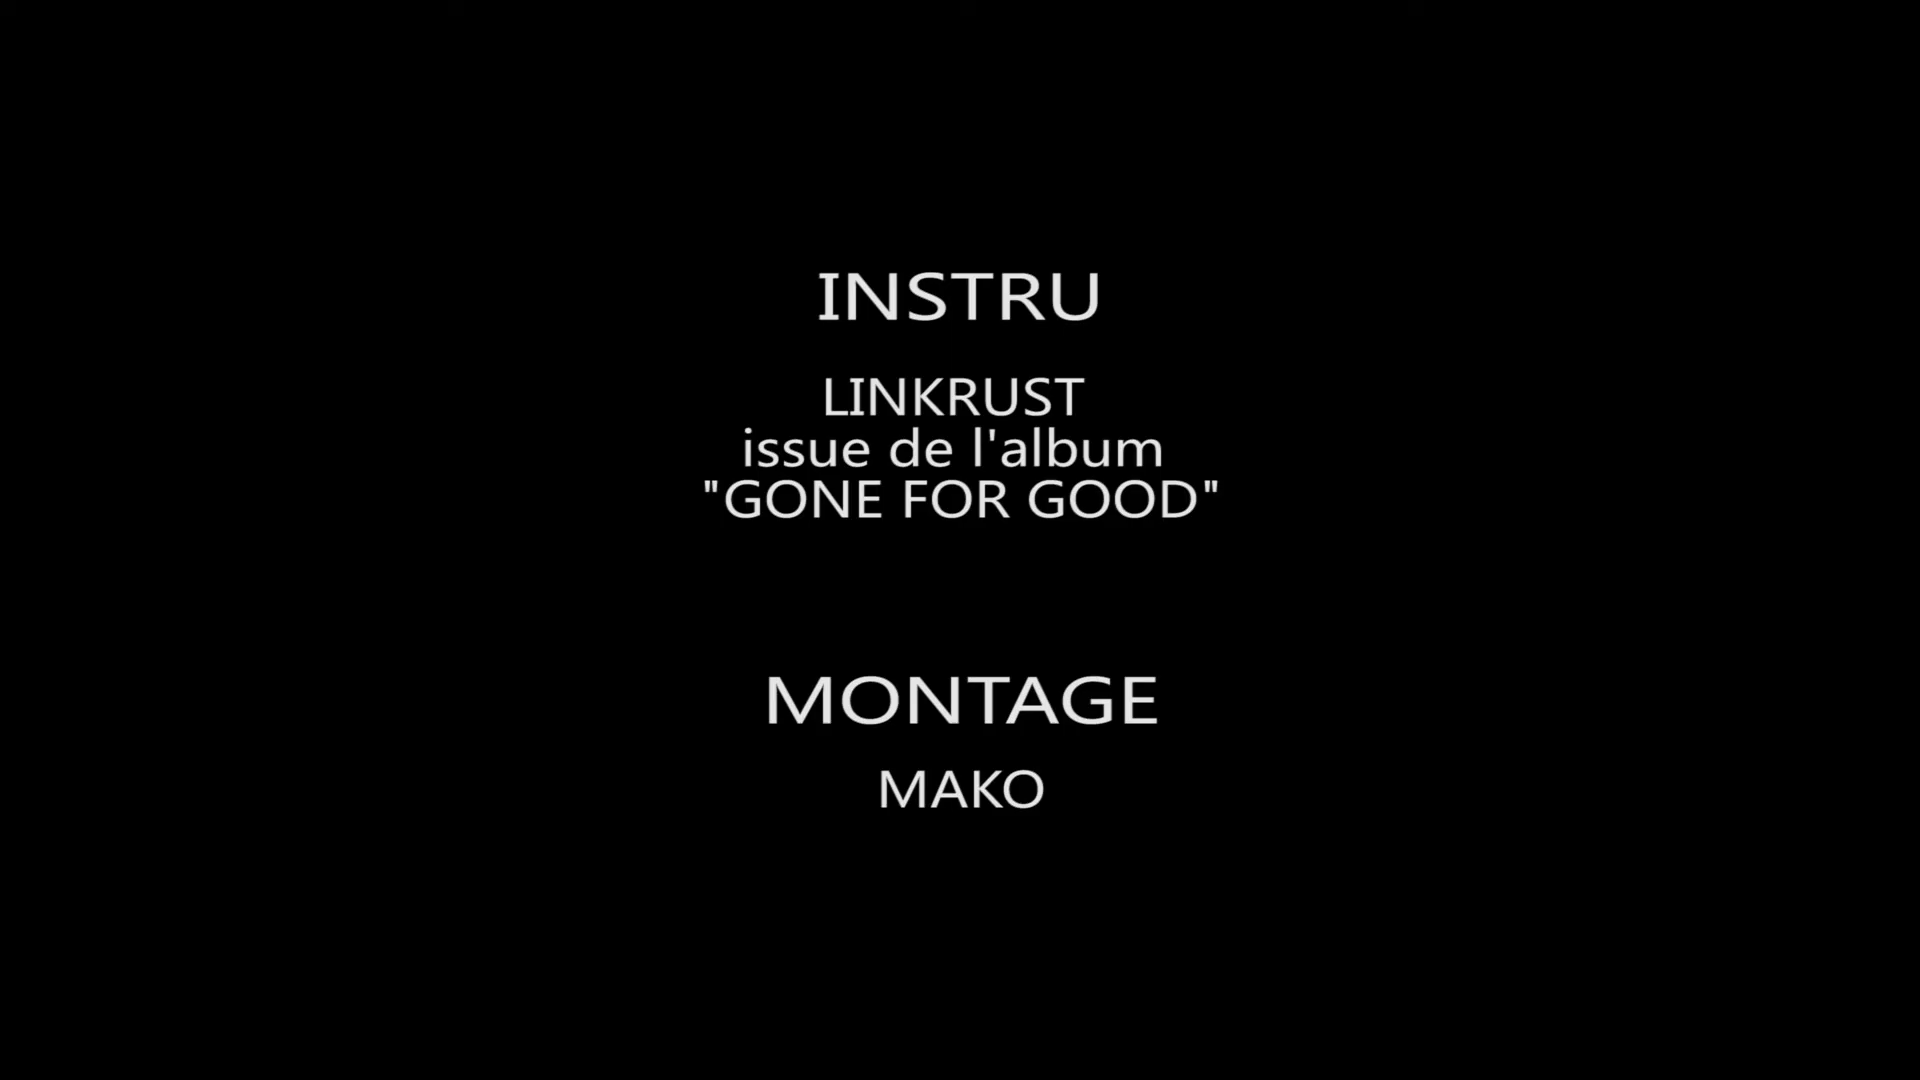 INSTRU
LINKRUST
issue de l'album
"GONE FOR GOOD"
MONTAGE
MAKO